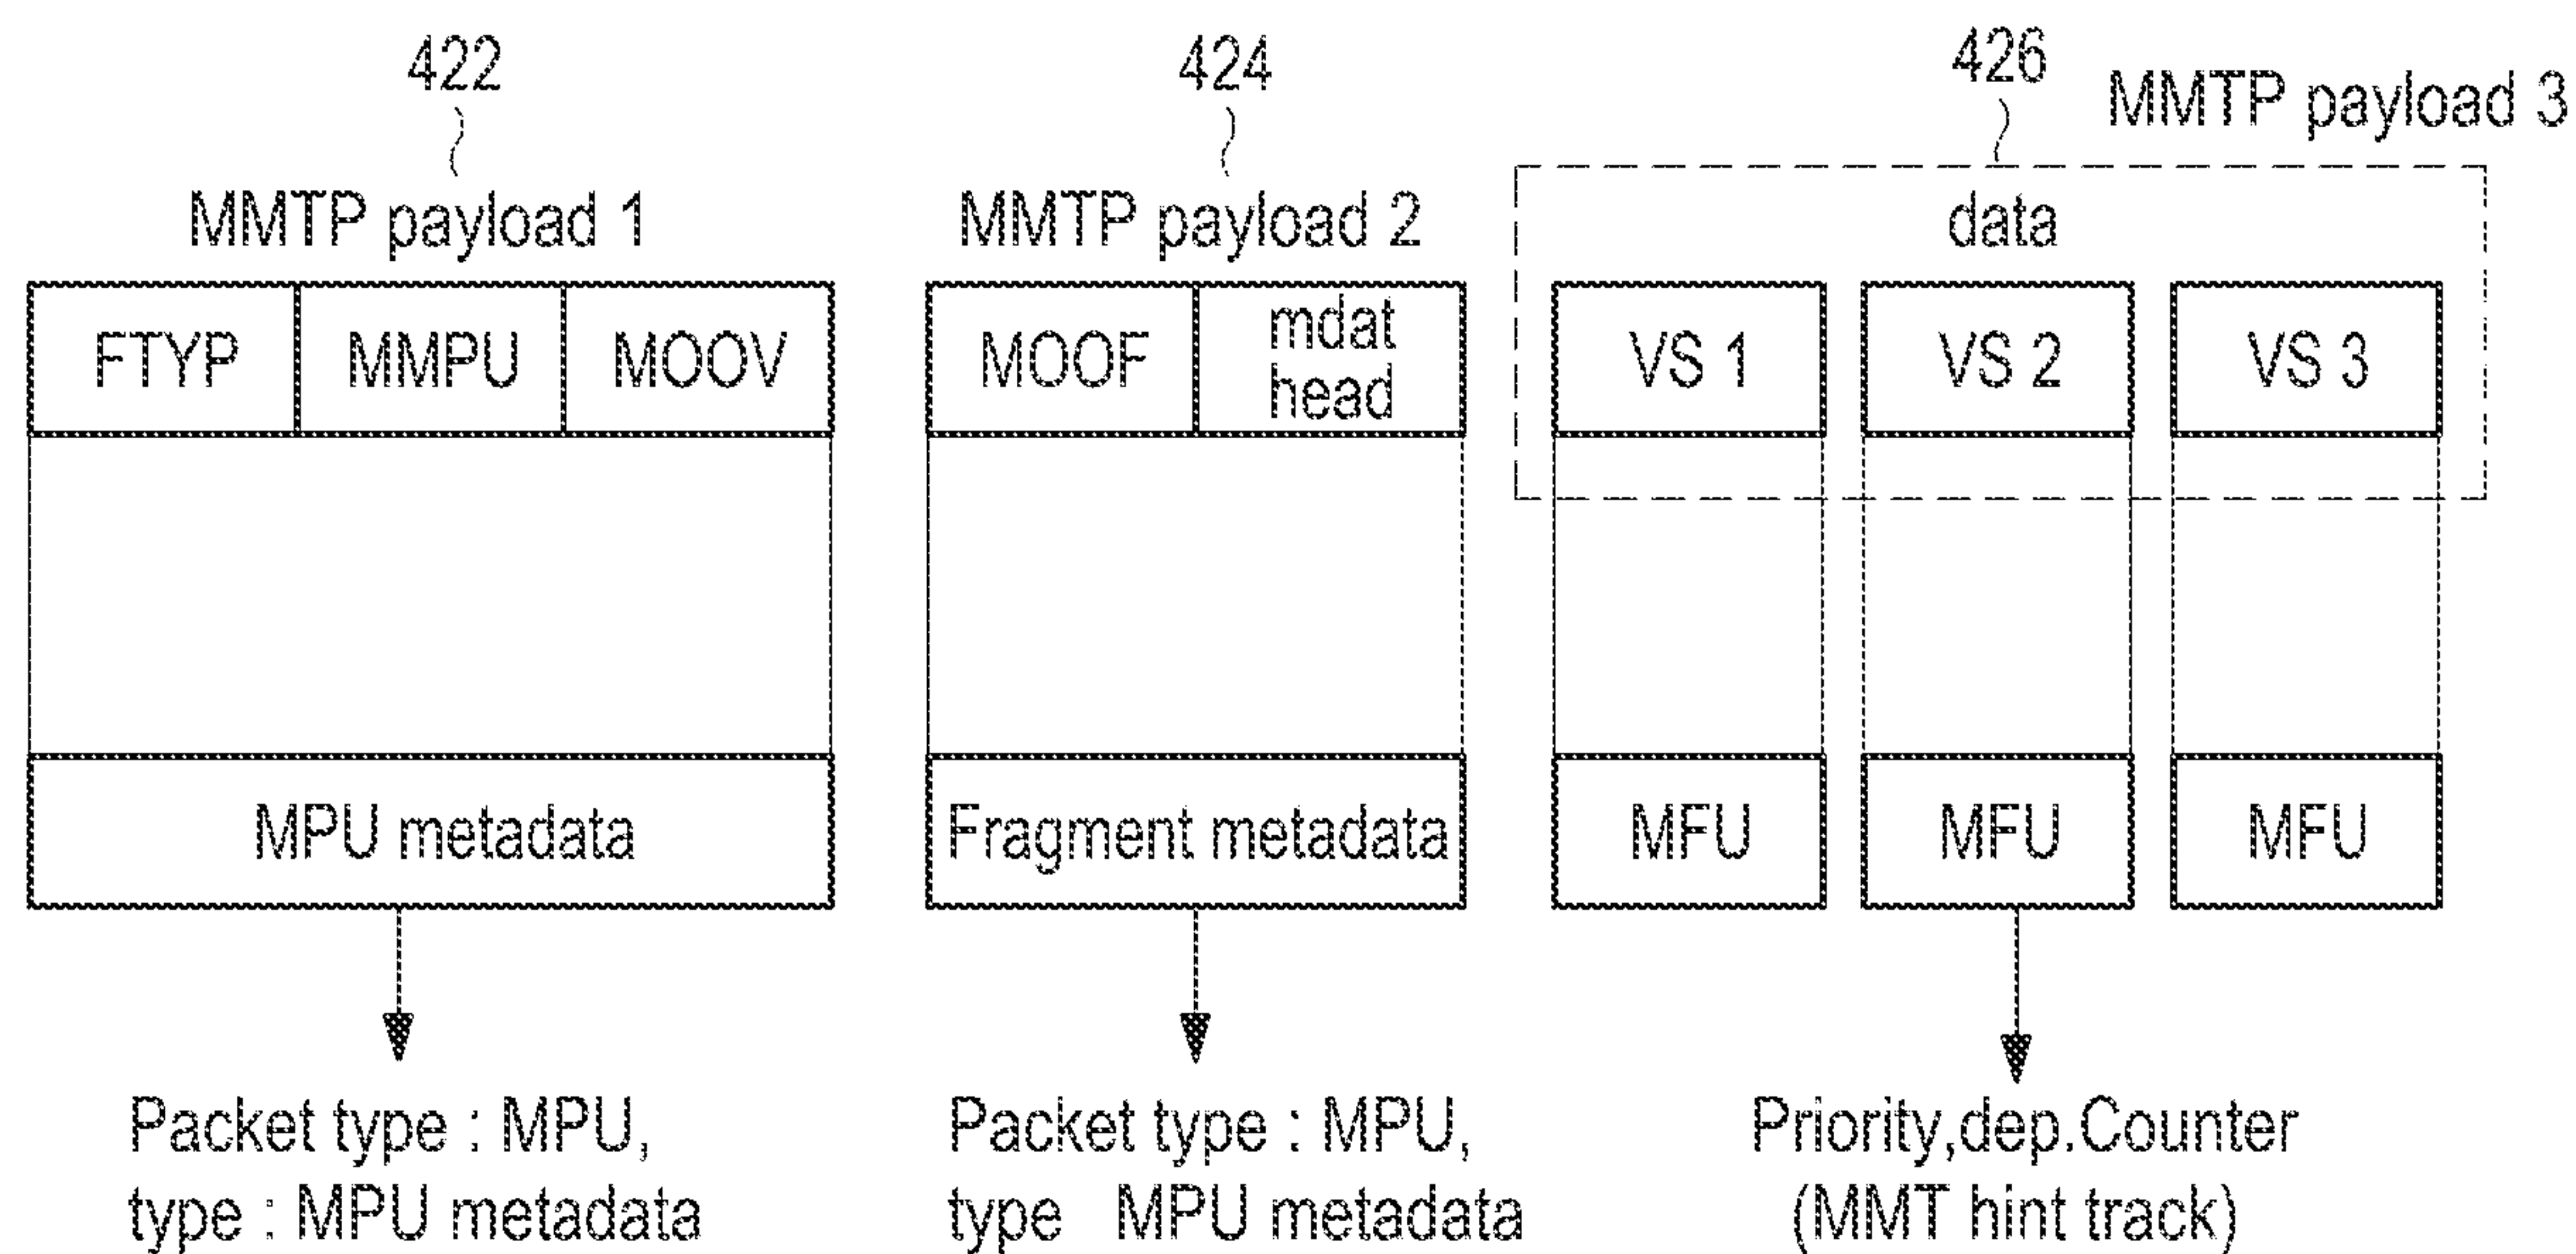 422
MMTP payload 1
FTYP
MMPU
MOOV
MPU metadata
Packet type : MPU,
type : MPU metadata
424
MMTP payload 2
MOOF
mdat
head
Fragment metadata
Packet type : MPU,
type MPU metadata
426
MMTP payload 3
data
VS 1
VS 2
VS 3
MFU
MFU
MFU
Priority,dep.Counter
(MMT hint track)